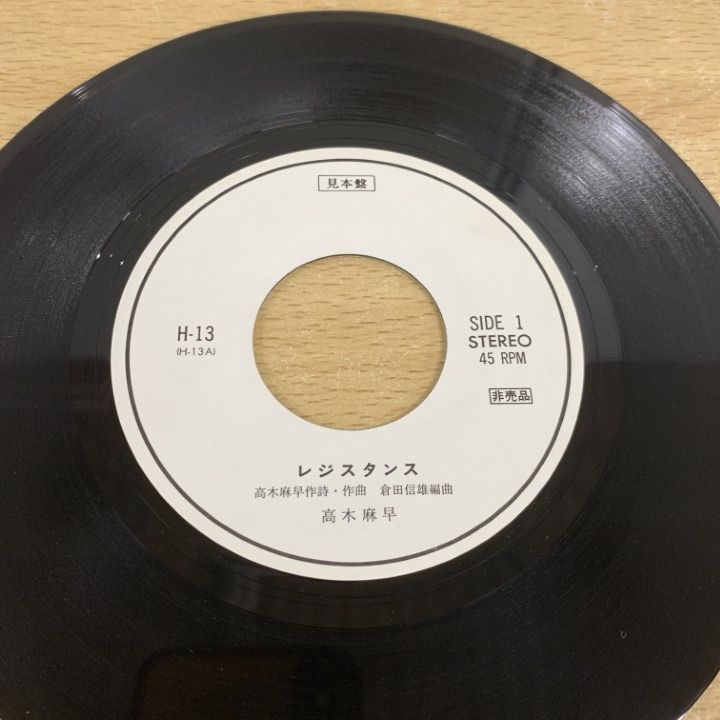 見本盤
H-13
(H-13A)
SIDE 1
STEREO
45 RPM
非売品
レジスタンス
高木麻早作詩・作曲　倉田信雄編曲
高木麻早